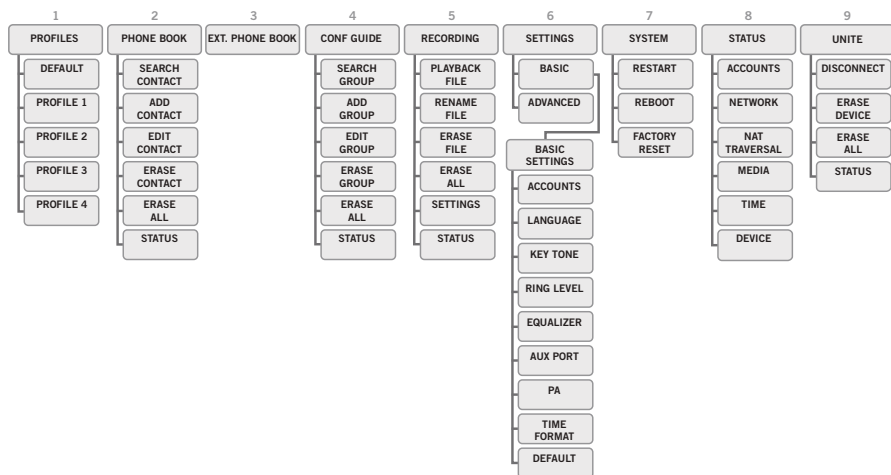 1 2 3 4 5 6 7 8 9
PROFILES
DEFAULT
PROFILE 1
PROFILE 2
PROFILE 3
PROFILE 4
PHONE BOOK
SEARCH
CONTACT
ADD
CONTACT
EDIT
CONTACT
ERASE
CONTACT
ERASE
ALL
STATUS
EXT. PHONE BOOK
CONF GUIDE
SEARCH
GROUP
ADD
GROUP
EDIT
GROUP
ERASE
GROUP
ERASE
ALL
STATUS
RECORDING
PLAYBACK
FILE
RENAME
FILE
ERASE
FILE
ERASE
ALL
SETTINGS
STATUS
SETTINGS
BASIC
ADVANCED
BASIC
SETTINGS
ACCOUNTS
LANGUAGE
KEY TONE
RING LEVEL
EQUALIZER
AUX PORT
PA
TIME
FORMAT
DEFAULT
SYSTEM
RESTART
REBOOT
FACTORY
RESET
STATUS
ACCOUNTS
NETWORK
NAT
TRAVERSAL
MEDIA
TIME
DEVICE
UNITE
DISCONNECT
ERASE
DEVICE
ERASE
ALL
STATUS